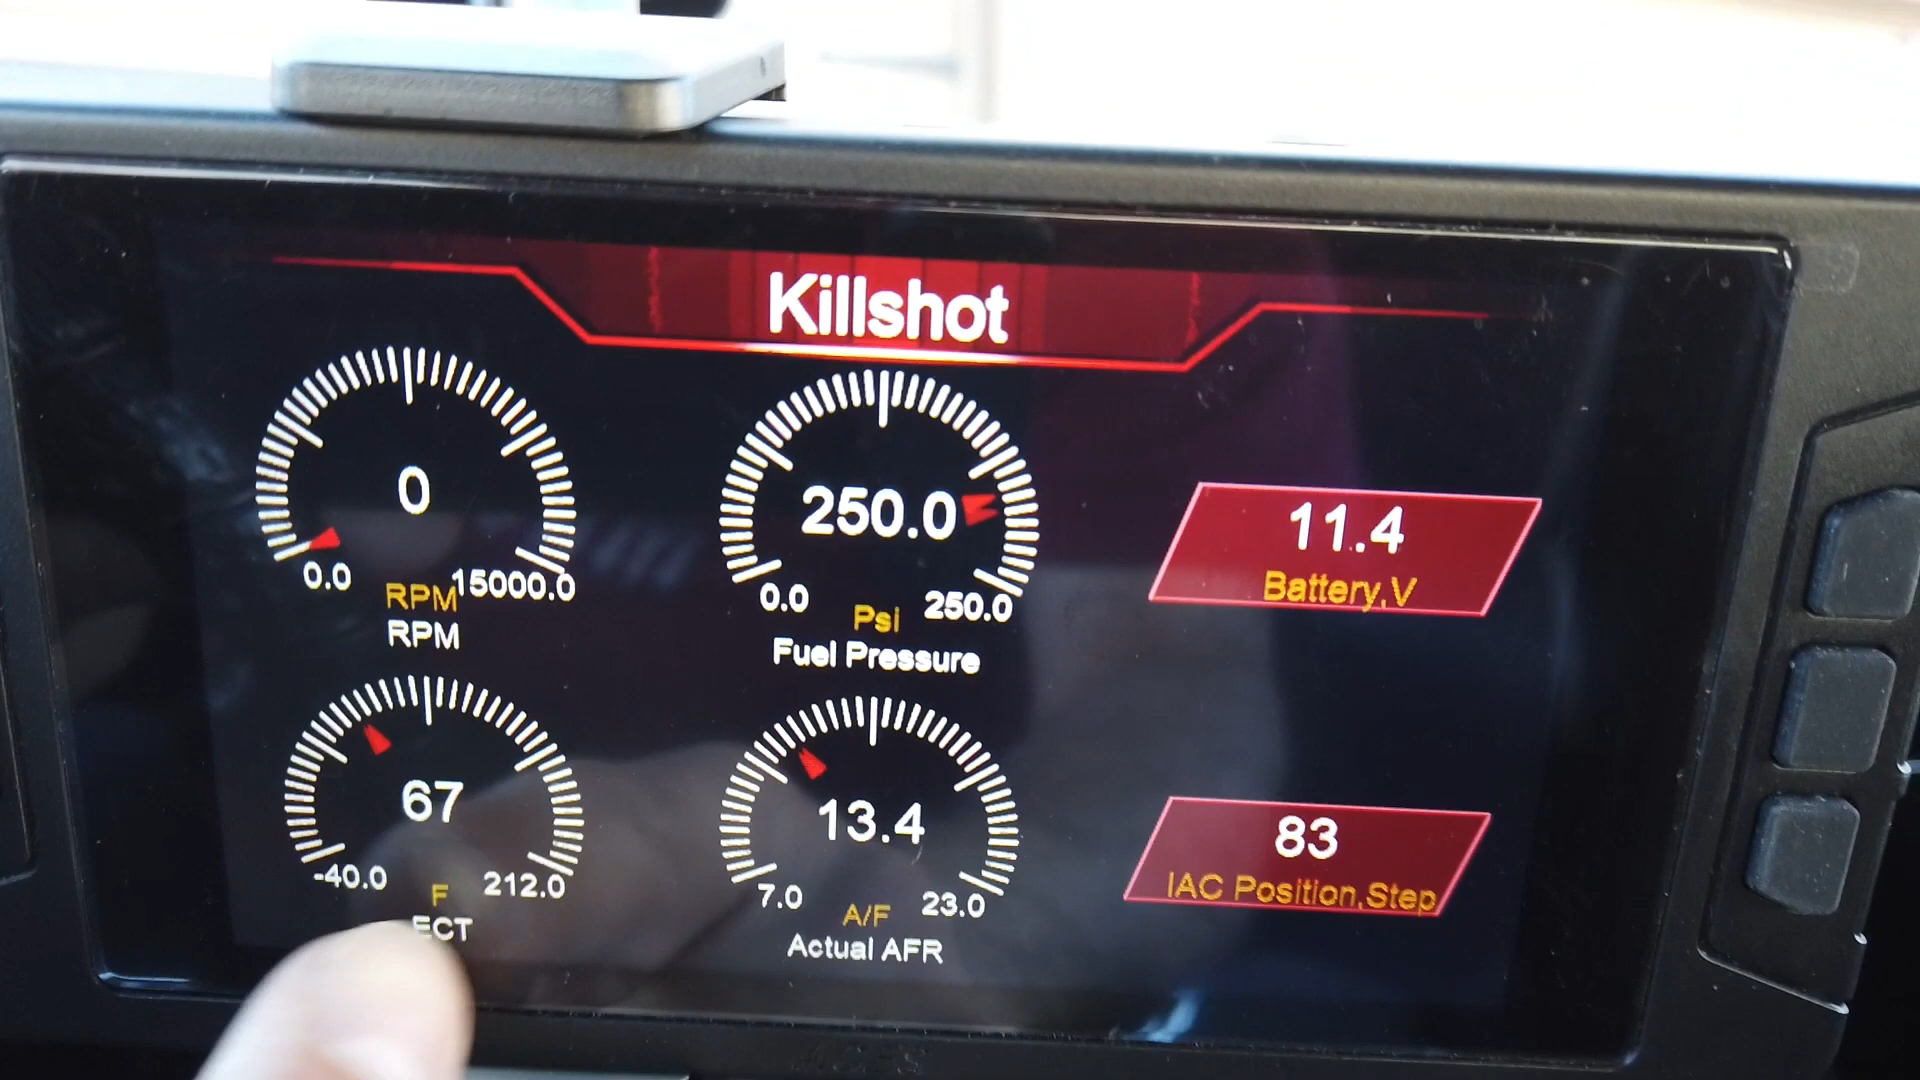 Killshot
0
0.0
15000.0
RPM
RPM
250.0
0.0
250.0
Psi
Fuel Pressure
11.4
Battery,V
67
-40.0
212.0
F
ECT
13.4
7.0
23.0
A/F
Actual AFR
83
IAC Position,Step